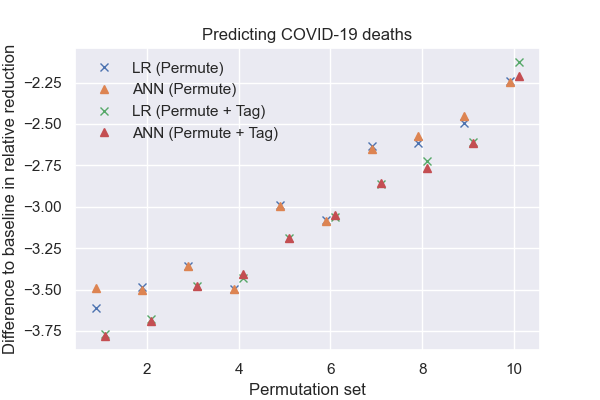 Predicting COVID-19 deaths
Difference to baseline in relative reduction
−2.25
−2.50
−2.75
−3.00
−3.25
−3.50
−3.75
LR (Permute)
ANN (Permute)
LR (Permute + Tag)
ANN (Permute + Tag)
2 4 6 8 10
Permutation set